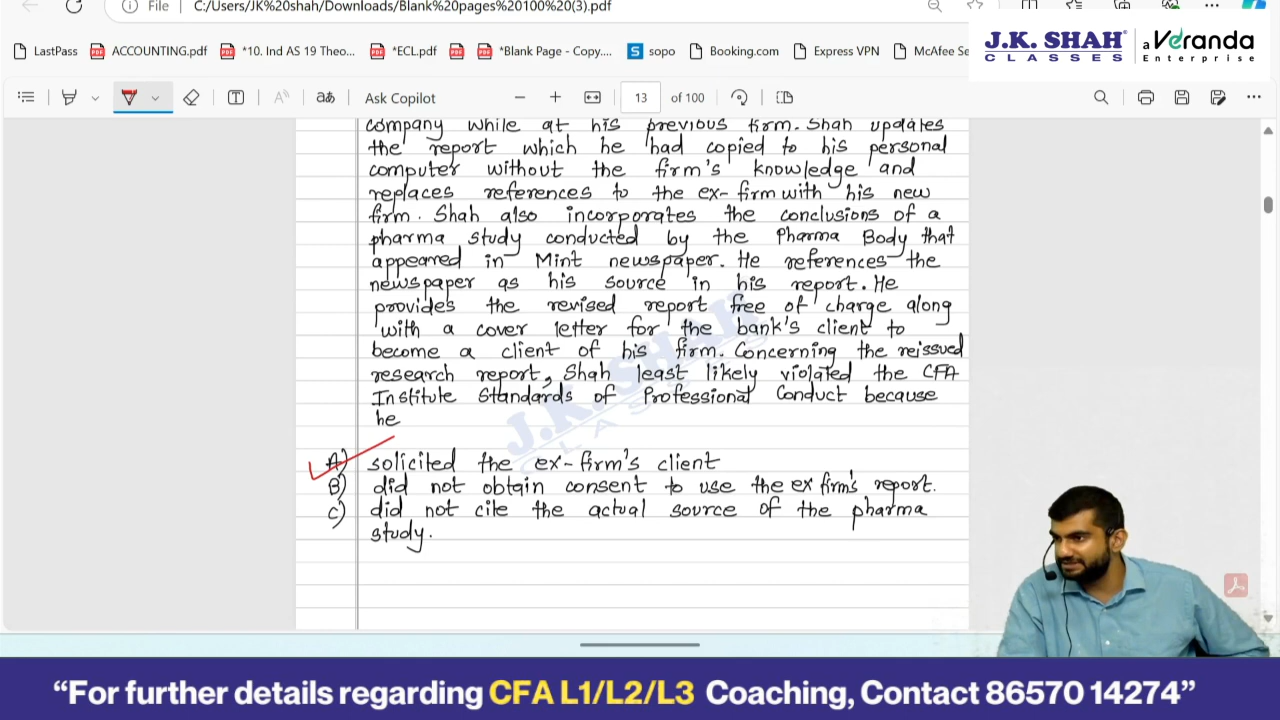 File
C:/Users/JK%20shah/Downloads/Blank%20pages%20100%20(3).pdf
LastPass
ACCOUNTING.pdf
*10. Ind AS 19 Theo...
*ECL.pdf
*Blank Page - Copy....
sopo
Booking.com
Express VPN
McAfee Se
J.K. SHAH
CLASSES
a Veranda
Enterprise
Ask Copilot
13 of 100
company while at his previous firm. Shah updates
the report which he had copied to his personal
computer without the firm's knowledge and
replaces references to the ex-firm with his new
firm. Shah also incorporates the conclusions of a
pharma study conducted by the Pharma Body that
appeared in Mint newspaper. He references the
newspaper as his source in his report. He
provides the revised report free of charge along
with a cover letter for the bank's client to
become a client of his firm. Concerning the reissued
research report, Shah least likely violated the CFA
Institute Standards of Professional Conduct because
he
A) solicited the ex-firm's client
B) did not obtain consent to use the ex firm's report.
C) did not cite the actual source of the pharma
study.
J.K. SHAH
CLASSES
“For further details regarding CFA L1/L2/L3 Coaching, Contact 86570 14274”